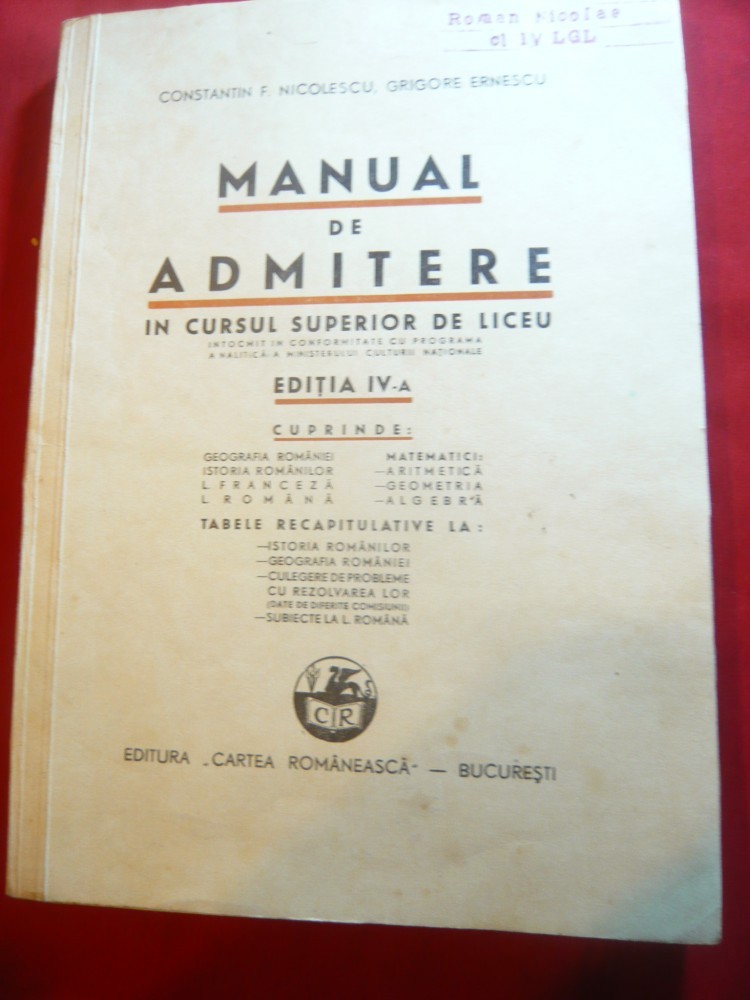 Roman Nicolae
cl IV LGL
CONSTANTIN F. NICOLESCU, GRIGORE ERNESCU
MANUAL
DE
ADMITERE
IN CURSUL SUPERIOR DE LICEU
INTOCMIT IN CONFORMITATE CU PROGRAMA
ANALITICĂ A MINISTERULUI CULTURII NAȚIONALE
EDIȚIA IV-A
CUPRINDE:
GEOGRAFIA ROMÂNIEI
ISTORIA ROMÂNILOR
L. FRANCEZĂ
L. ROMÂNĂ
MATEMATICI:
—ARITMETICĂ
—GEOMETRIA
—ALGEBRĂ
TABELE RECAPITULATIVE LA:
—ISTORIA ROMÂNILOR
—GEOGRAFIA ROMÂNIEI
—CULEGERE DE PROBLEME
CU REZOLVAREA LOR
(DATE DE DIFERITE COMISIUNI)
—SUBIECTE LA L. ROMÂNĂ
CR
EDITURA „CARTEA ROMÂNEASCĂ" — BUCUREȘTI